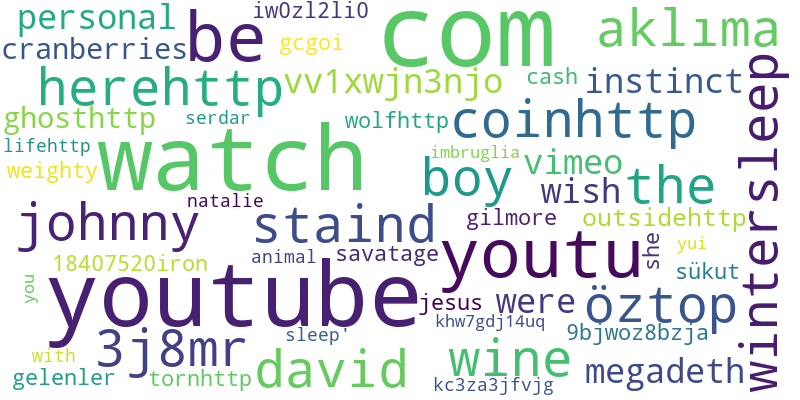 personal
be
iw0zl2li0
com
aklıma
cranberries
gcgoi
herehttp
vv1xwjn3njo
cash
instinct
ghosthttp
serdar
wolfhttp
coinhttp
wintersleep
lifehttp
watch
imbruglia
vimeo
weighty
boy
wish
the
natalie
johnny
staind
gilmore
outsidehttp
animal
savatage
youtu
she
yui
18407520iron
sükut
you
youtube
jesus
were
öztop
khw7gdj14uq
3j8mr
sleep'
9bjwoz8bzja
with
david
wine
megadeth
gelenler
tornhttp
kc3za3jfvjg